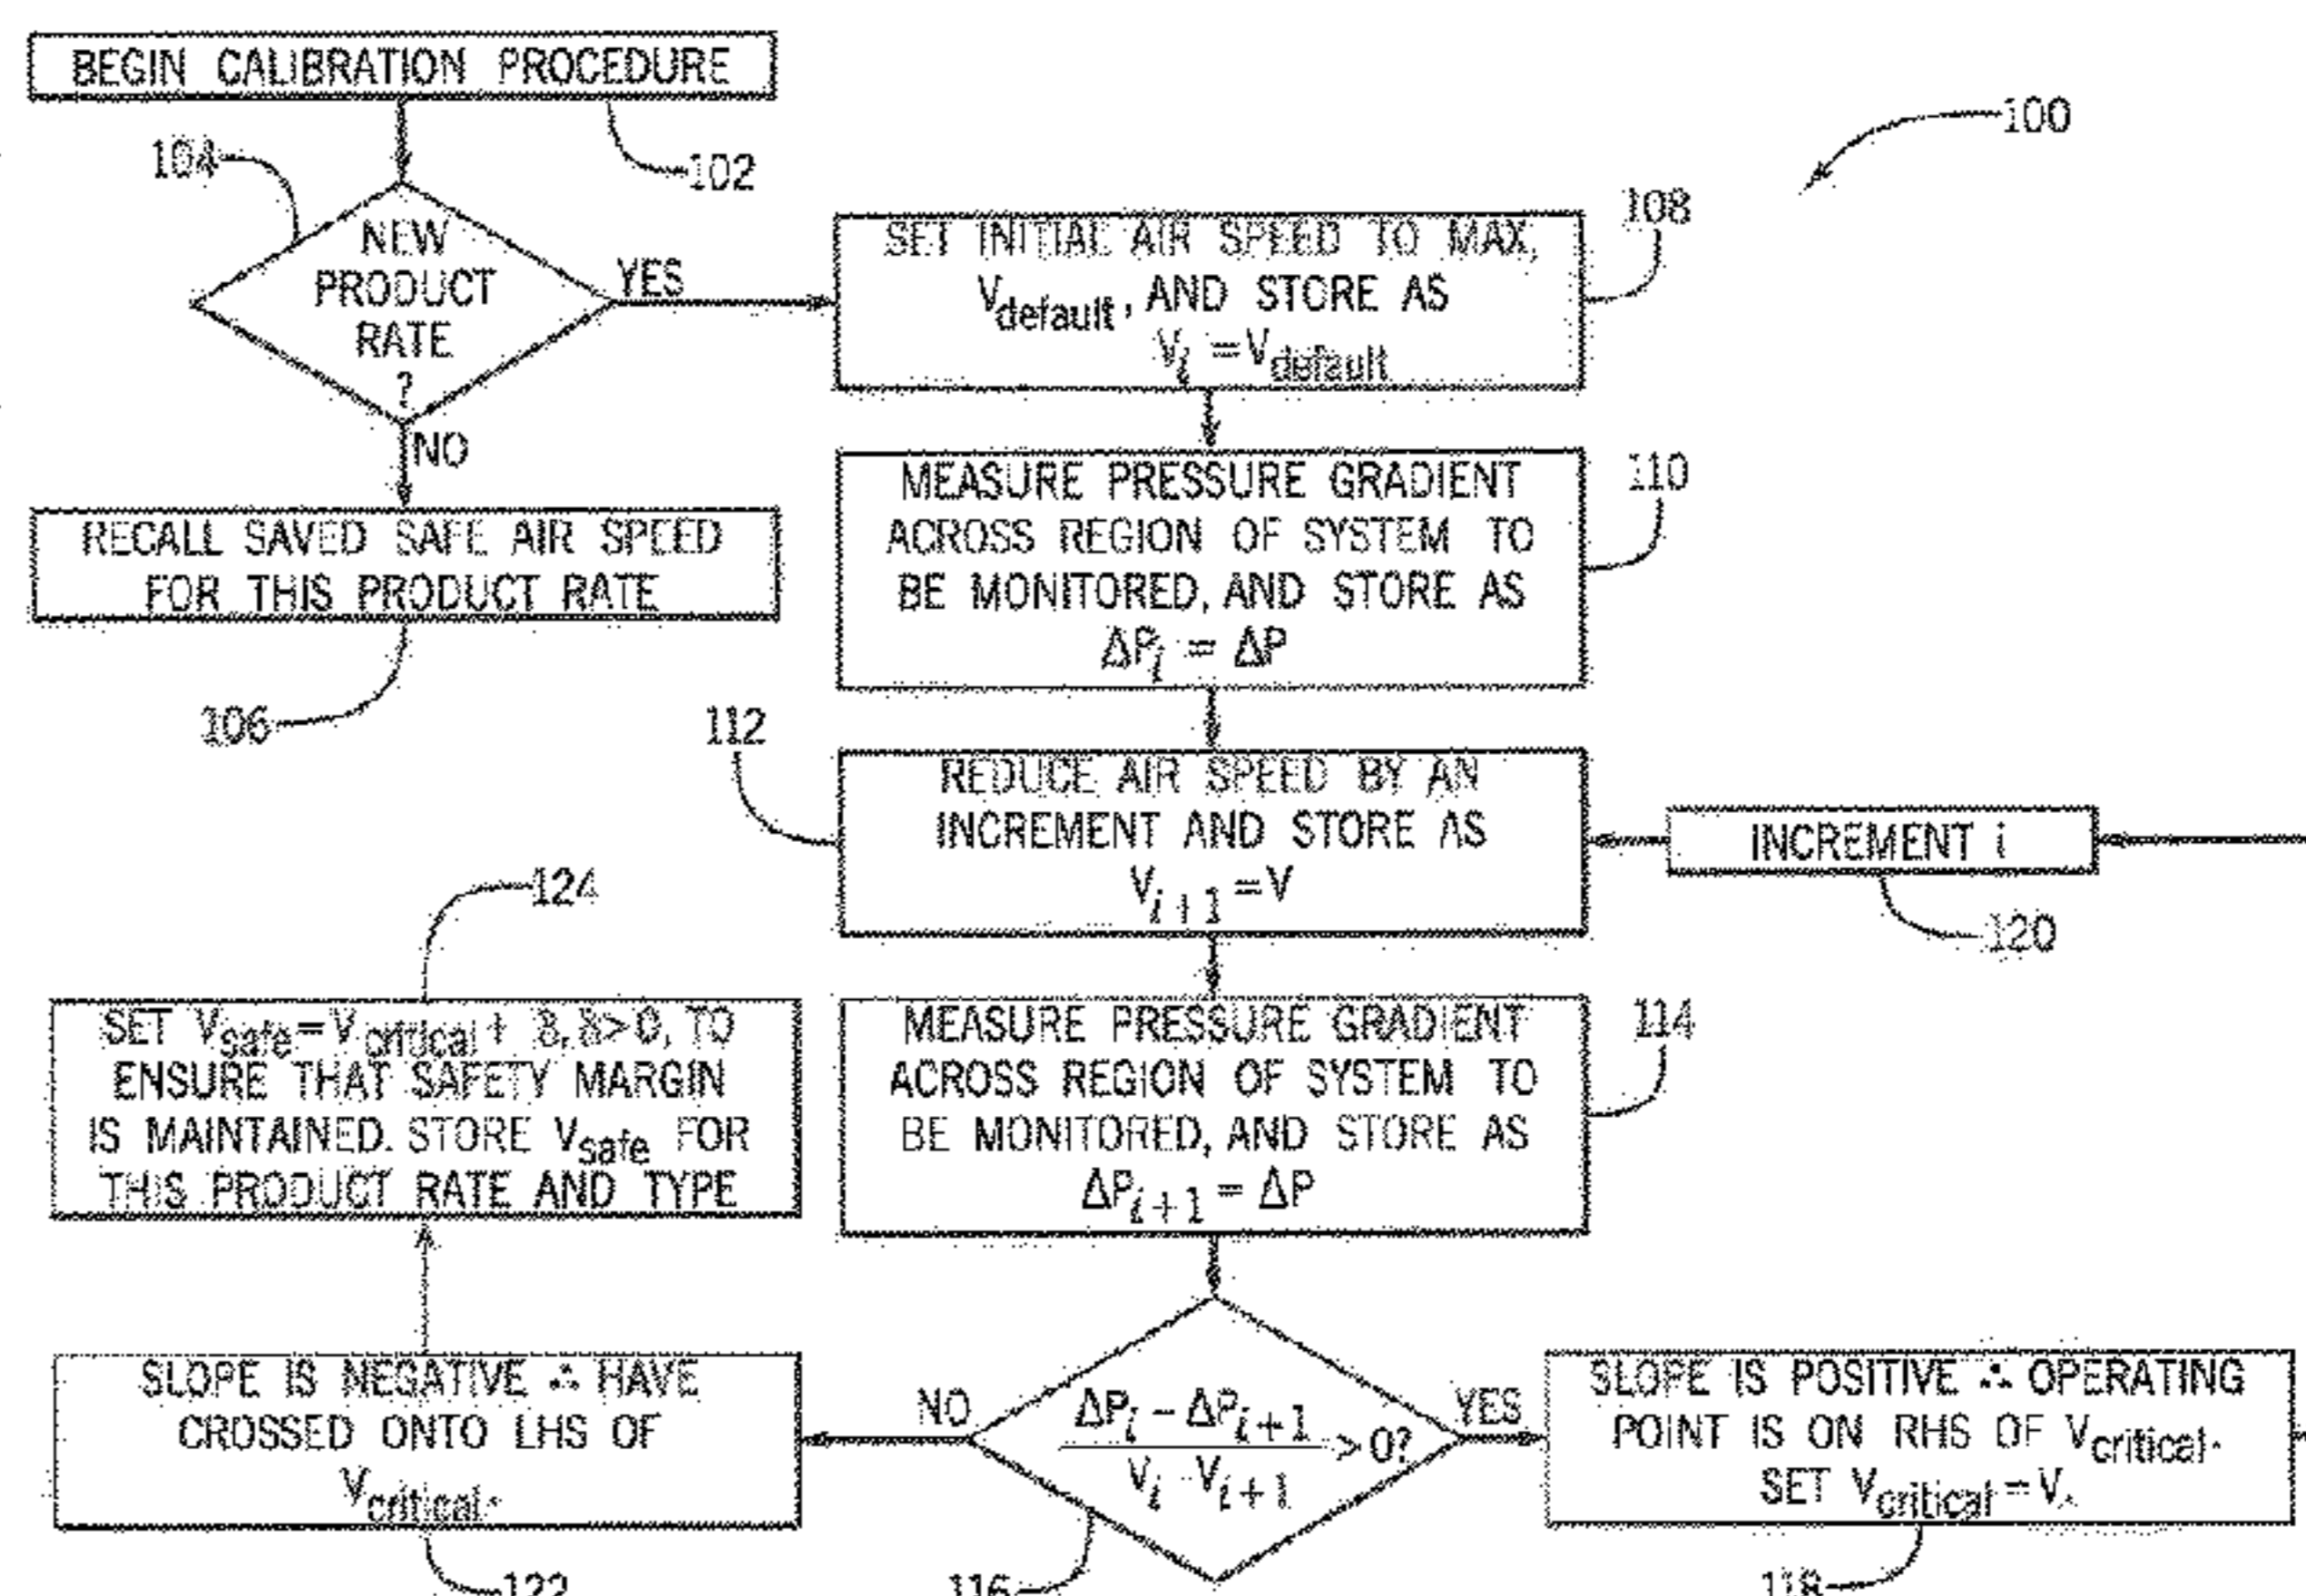 BEGIN CALIBRATION PROCEDURE
102
104
100
NEW
PRODUCT
RATE
?
YES
NO
SET INITIAL AIR SPEED TO MAX,
Vdefault, AND STORE AS
Vi = Vdefault
108
MEASURE PRESSURE GRADIENT
ACROSS REGION OF SYSTEM TO
BE MONITORED, AND STORE AS
ΔPi = ΔP
110
RECALL SAVED SAFE AIR SPEED
FOR THIS PRODUCT RATE
106
112
REDUCE AIR SPEED BY AN
INCREMENT AND STORE AS
Vi+1 = V
INCREMENT i
120
124
SET Vsafe = Vcritical + δ, δ>0, TO
ENSURE THAT SAFETY MARGIN
IS MAINTAINED. STORE Vsafe FOR
THIS PRODUCT RATE AND TYPE
MEASURE PRESSURE GRADIENT
ACROSS REGION OF SYSTEM TO
BE MONITORED, AND STORE AS
ΔPi+1 = ΔP
114
SLOPE IS NEGATIVE ∴ HAVE
CROSSED ONTO LHS OF
Vcritical.
122
NO
ΔPi - ΔPi+1
Vi - Vi+1
> 0?
116
YES
SLOPE IS POSITIVE ∴ OPERATING
POINT IS ON RHS OF Vcritical.
SET Vcritical = V.
118